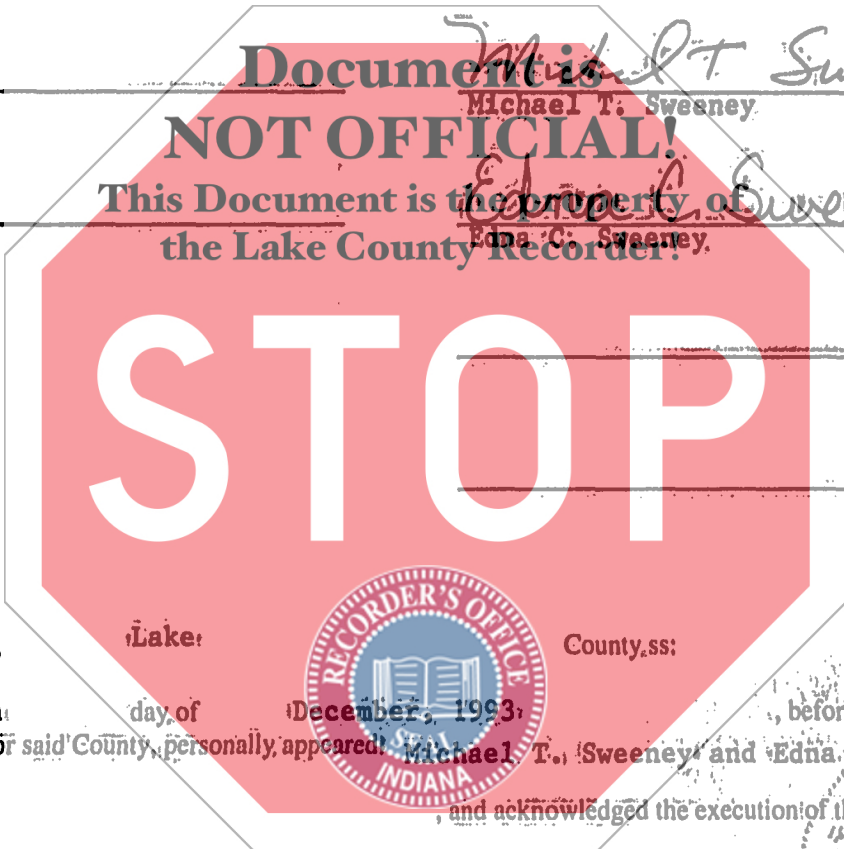 Document is
Michael T. Sweeney
NOT OFFICIAL!
This Document is the property of
Edna C. Sweeney
the Lake County Recorder!
STOP
RECORDER'S OFFICE
SEAL
INDIANA
Lake County, ss:
day of December, 1993, befor
r said County, personally appeared Michael T. Sweeney and Edna
, and acknowledged the execution of th